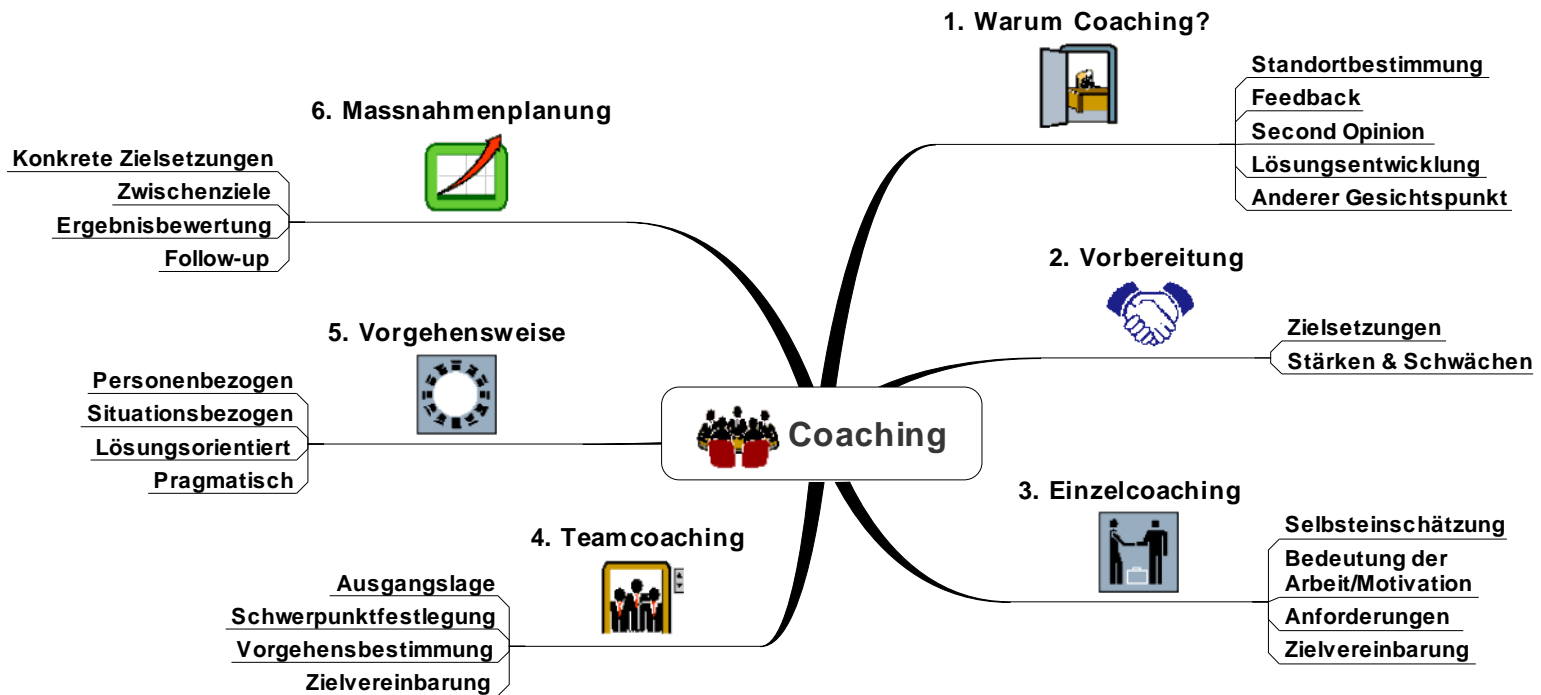 Coaching
1. Warum Coaching?
Standortbestimmung
Feedback
Second Opinion
Lösungsentwicklung
Anderer Gesichtspunkt
2. Vorbereitung
Zielsetzungen
Stärken & Schwächen
3. Einzelcoaching
Selbsteinschätzung
Bedeutung der
Arbeit/Motivation
Anforderungen
Zielvereinbarung
4. Teamcoaching
Ausgangslage
Schwerpunktfestlegung
Vorgehensbestimmung
Zielvereinbarung
5. Vorgehensweise
Personenbezogen
Situationsbezogen
Lösungsorientiert
Pragmatisch
6. Massnahmenplanung
Konkrete Zielsetzungen
Zwischenziele
Ergebnisbewertung
Follow-up